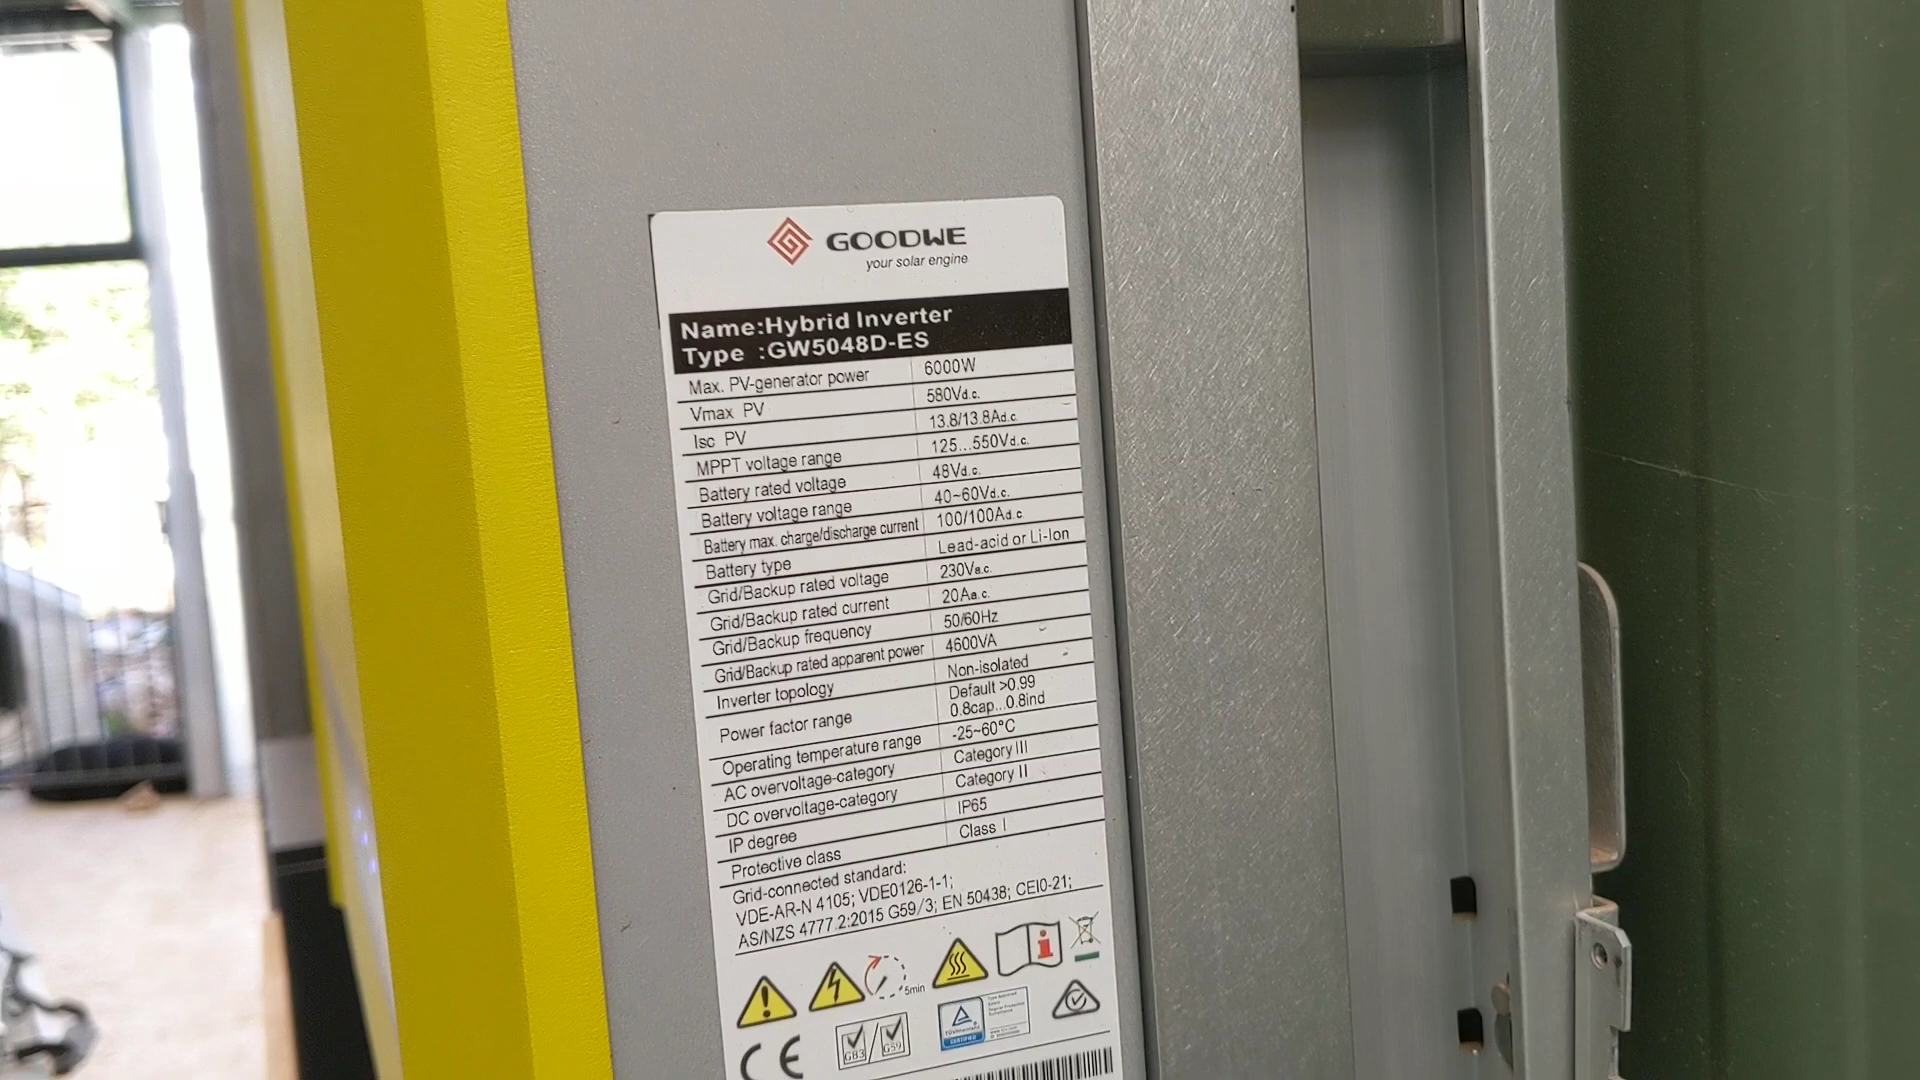 GOODWE
your solar engine
Name:Hybrid Inverter
Type :GW5048D-ES
Max. PV-generator power 6000W
Vmax PV 580Vd.c.
Isc PV 13.8/13.8Ad.c.
MPPT voltage range 125...550Vd.c.
Battery rated voltage 48Vd.c.
Battery voltage range 40~60Vd.c.
Battery max. charge/discharge current 100/100Ad.c.
Battery type Lead-acid or Li-Ion
Grid/Backup rated voltage 230Va.c.
Grid/Backup rated current 20Aa.c.
Grid/Backup frequency 50/60Hz
Grid/Backup rated apparent power 4600VA
Inverter topology Non-isolated
Power factor range Default >0.99
0.8cap...0.8ind
Operating temperature range -25~60°C
AC overvoltage-category Category III
DC overvoltage-category Category II
IP degree IP65
Protective class Class I
Grid-connected standard:
VDE-AR-N 4105; VDE0126-1-1;
AS/NZS 4777.2:2015 G59/3; EN 50438; CEI0-21;
5min
CE G83/G59 CERTIFIED